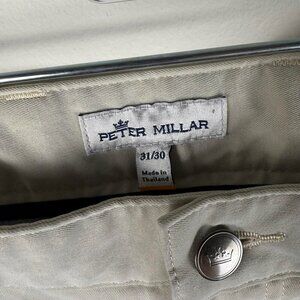 PETER MILLAR
31/30
Made in
Thailand